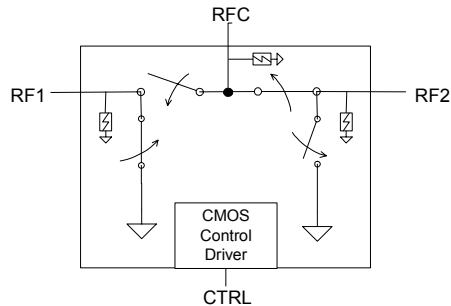 RFC
RF1
RF2
CMOS
Control
Driver
CTRL